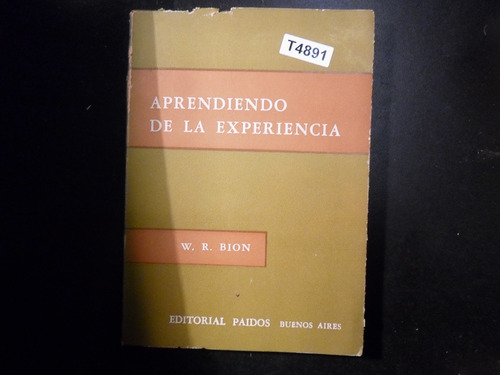 T4891
APRENDIENDO
DE LA EXPERIENCIA
W. R. BION
EDITORIAL PAIDOS BUENOS AIRES